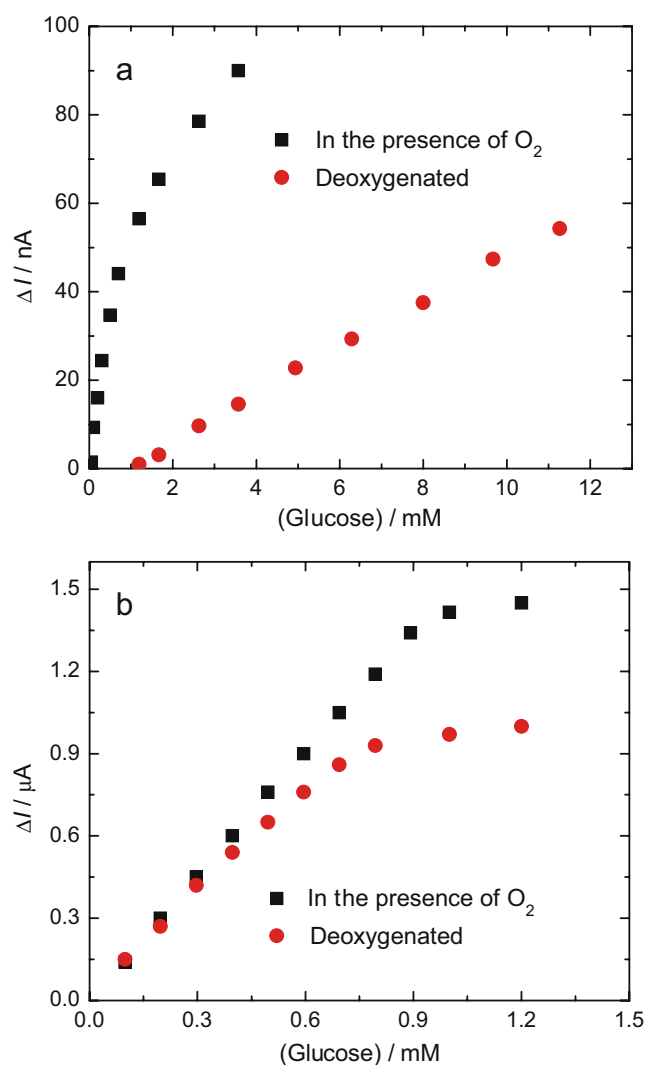 a
100
80
60
40
20
0
ΔI / nA
In the presence of O₂
Deoxygenated
0 2 4 6 8 10 12
(Glucose) / mM
b
1.5
1.2
0.9
0.6
0.3
0.0
ΔI / μA
In the presence of O₂
Deoxygenated
0.0 0.3 0.6 0.9 1.2 1.5
(Glucose) / mM